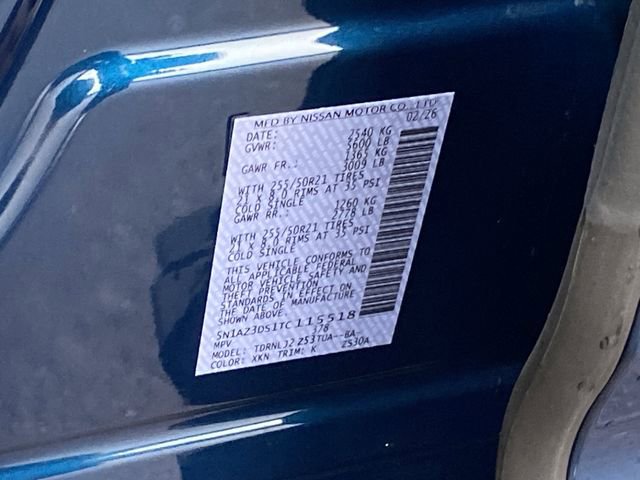 MFD BY NISSAN MOTOR CO., LTD
DATE: 02/26
GVWR: 2540 KG
5600 LB
GAWR FR.: 1365 KG
3009 LB
WITH 255/50R21 TIRES
21 X 8.0 RIMS AT 35 PSI
COLD SINGLE
GAWR RR.: 1260 KG
2778 LB
WITH 255/50R21 TIRES
21 X 8.0 RIMS AT 35 PSI
COLD SINGLE
THIS VEHICLE CONFORMS TO
ALL APPLICABLE FEDERAL
MOTOR VEHICLE SAFETY AND
THEFT PREVENTION
STANDARDS IN EFFECT ON
THE DATE OF MANUFACTURE
SHOWN ABOVE
5N1AZ3DS1TC115518
MPV 378
MODEL: TDRNLJ2 Z53TUA--BA
COLOR: XKN TRIM: K ZS30A